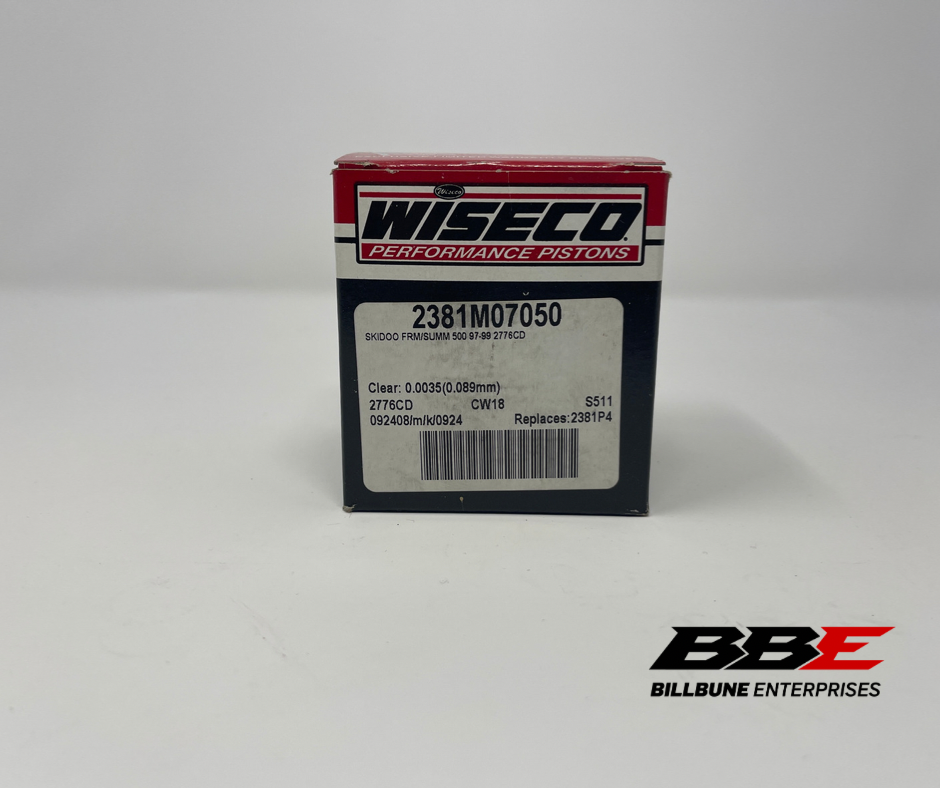 Wiseco
WISECO
PERFORMANCE PISTONS
2381M07050
SKIDOO FRM/SUMM 500 97-99 2776CD
Clear: 0.0035(0.089mm)
2776CD CW18 S511
092408/m/k/0924 Replaces:2381P4
BBE
BILLBUNE ENTERPRISES